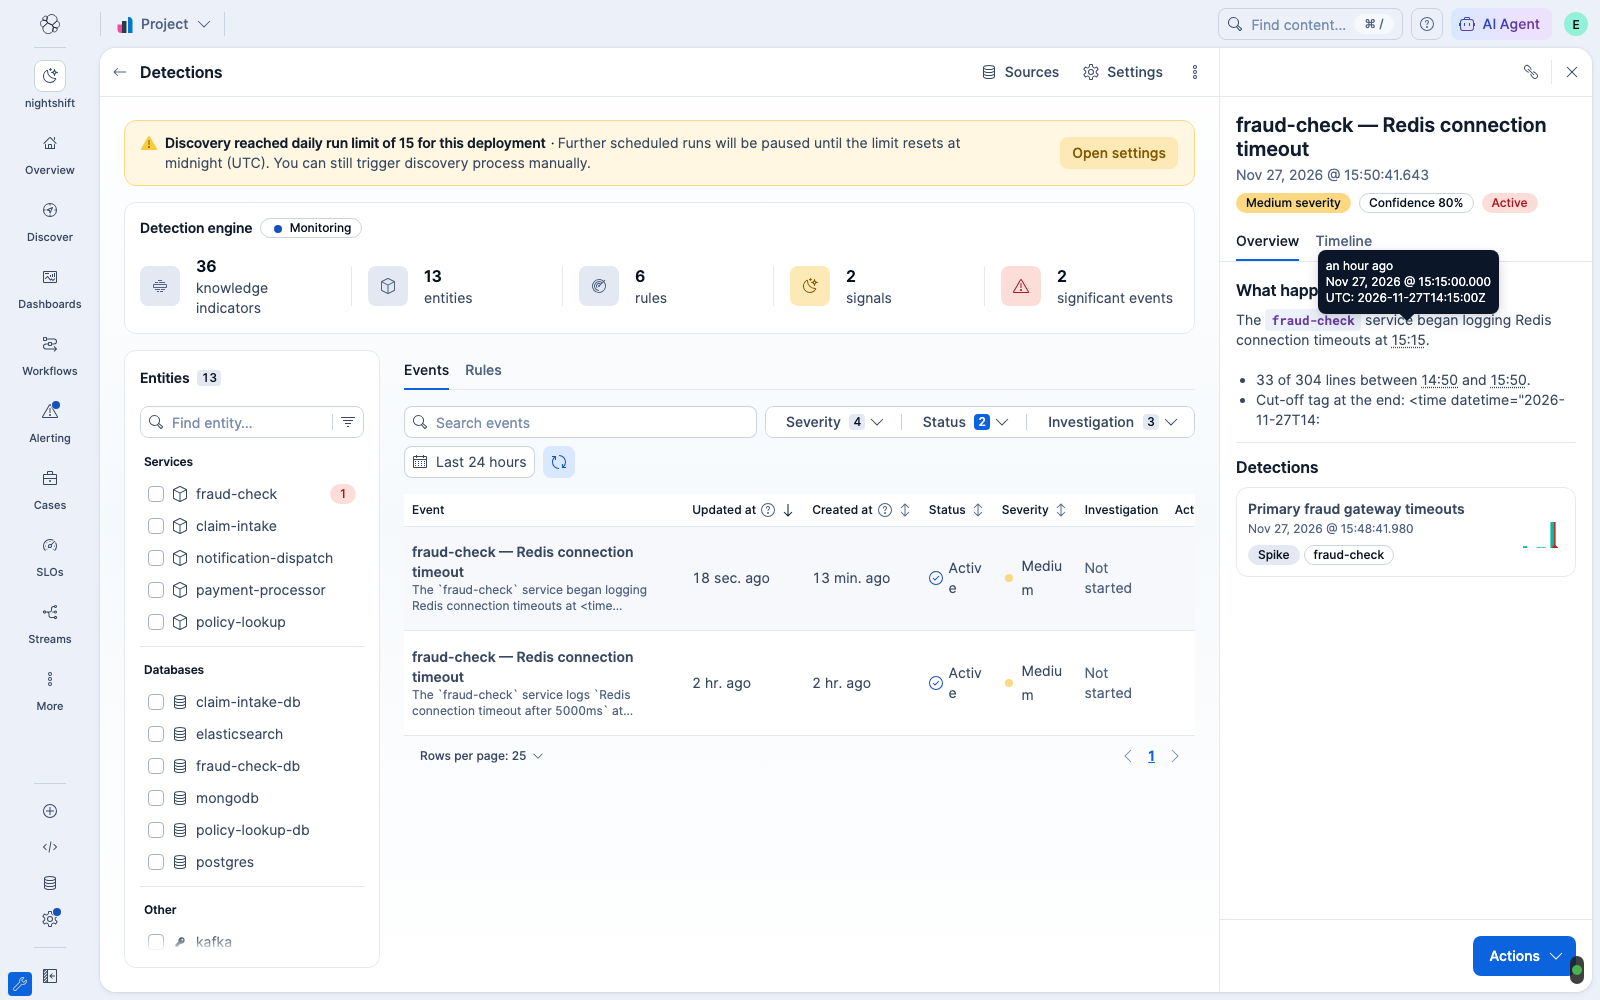 Project
Find content...
⌘ /
AI Agent
E
nightshift
Overview
Discover
Dashboards
Workflows
Alerting
Cases
SLOs
Streams
More
Detections
Sources
Settings
Discovery reached daily run limit of 15 for this deployment · Further scheduled runs will be paused until the limit resets at
midnight (UTC). You can still trigger discovery process manually.
Open settings
Detection engine
Monitoring
36
knowledge
indicators
13
entities
6
rules
2
signals
2
significant events
Entities 13
Find entity...
Services
fraud-check
1
claim-intake
notification-dispatch
payment-processor
policy-lookup
Databases
claim-intake-db
elasticsearch
fraud-check-db
mongodb
policy-lookup-db
postgres
Other
kafka
Events
Rules
Search events
Severity 4
Status 2
Investigation 3
Last 24 hours
Event
Updated at
Created at
Status
Severity
Investigation
Act
fraud-check — Redis connection
timeout
The `fraud-check` service began logging
Redis connection timeouts at <time...
18 sec. ago
13 min. ago
Activ
e
Mediu
m
Not
started
fraud-check — Redis connection
timeout
The `fraud-check` service logs `Redis
connection timeout after 5000ms` at...
2 hr. ago
2 hr. ago
Activ
e
Mediu
m
Not
started
Rows per page: 25
1
fraud-check — Redis connection
timeout
Nov 27, 2026 @ 15:50:41.643
Medium severity
Confidence 80%
Active
Overview
Timeline
an hour ago
Nov 27, 2026 @ 15:15:00.000
UTC: 2026-11-27T14:15:00Z
What happ
The fraud-check service began logging Redis
connection timeouts at 15:15.
• 33 of 304 lines between 14:50 and 15:50.
• Cut-off tag at the end: <time datetime="2026-
11-27T14:
Detections
Primary fraud gateway timeouts
Nov 27, 2026 @ 15:48:41.980
Spike
fraud-check
Actions